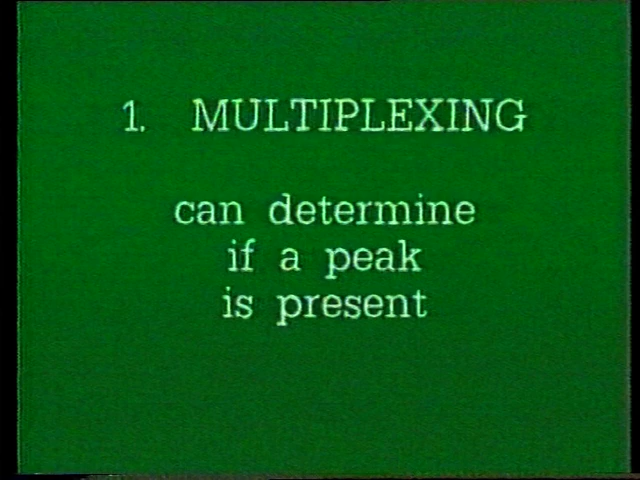 1. MULTIPLEXING
can determine
if a peak
is present